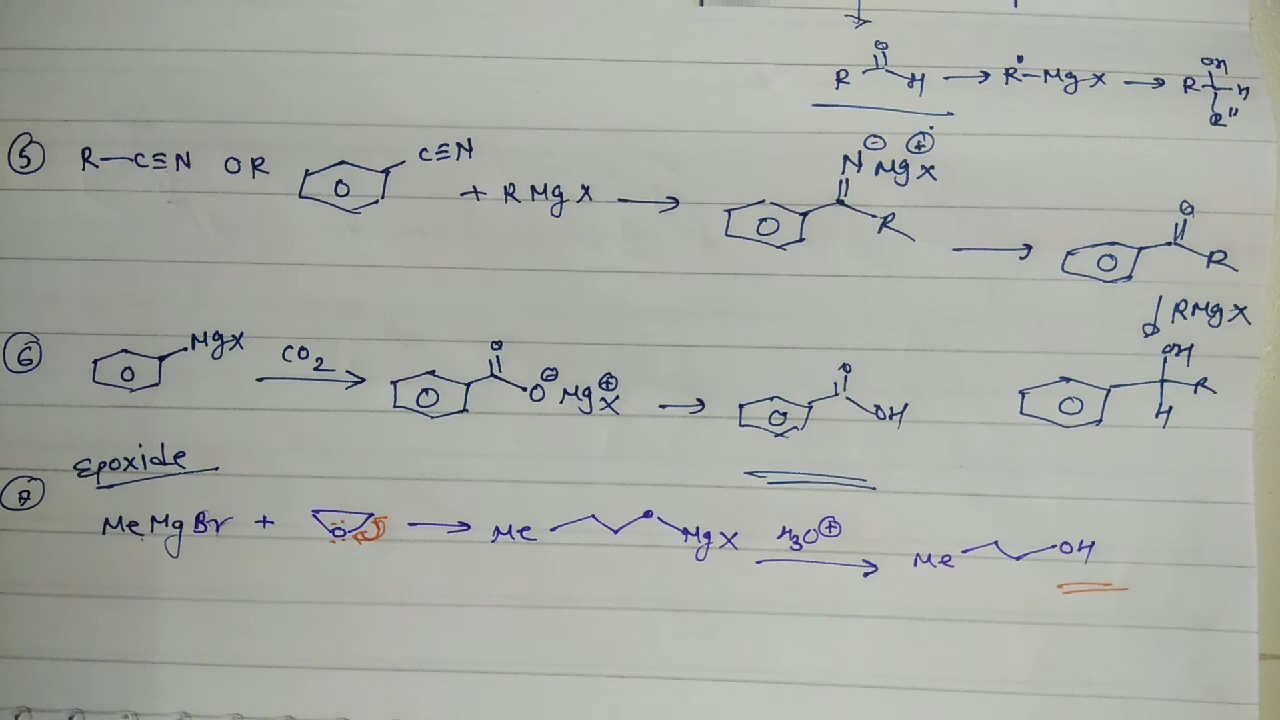 O
R H → R'-MgX → OH
R H
R"
⑤ R-C≡N OR C≡N + RMgX → N⊖ MgX⊕
R → O
R
↓ RMgX
⑥ MgX CO₂ → O
O⊖ MgX⊕ → O
OH
OH
R
H
Epoxide
⑦ MeMgBr + O → Me O MgX H₃O⊕ → Me OH